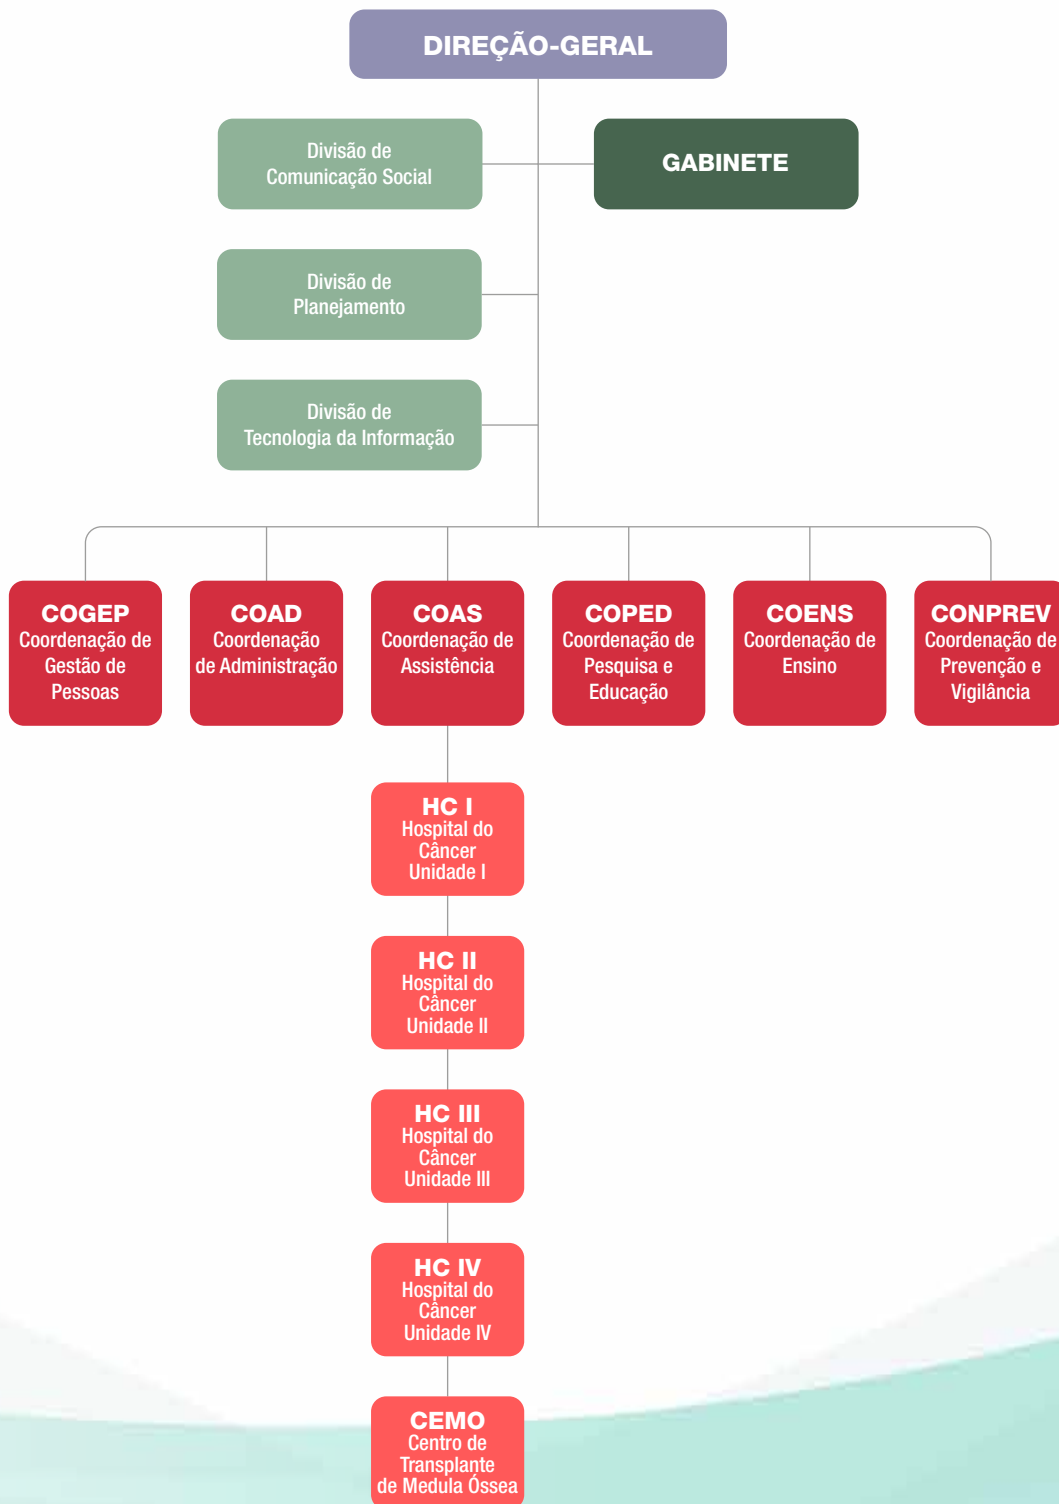 DIREÇÃO-GERAL
Divisão de
Comunicação Social
GABINETE
Divisão de
Planejamento
Divisão de
Tecnologia da Informação
COGEP
Coordenação de
Gestão de
Pessoas
COAD
Coordenação
de Administração
COAS
Coordenação de
Assistência
COPED
Coordenação de
Pesquisa e
Educação
COENS
Coordenação de
Ensino
CONPREV
Coordenação de
Prevenção e
Vigilância
HC I
Hospital do
Câncer
Unidade I
HC II
Hospital do
Câncer
Unidade II
HC III
Hospital do
Câncer
Unidade III
HC IV
Hospital do
Câncer
Unidade IV
CEMO
Centro de
Transplante
de Medula Óssea